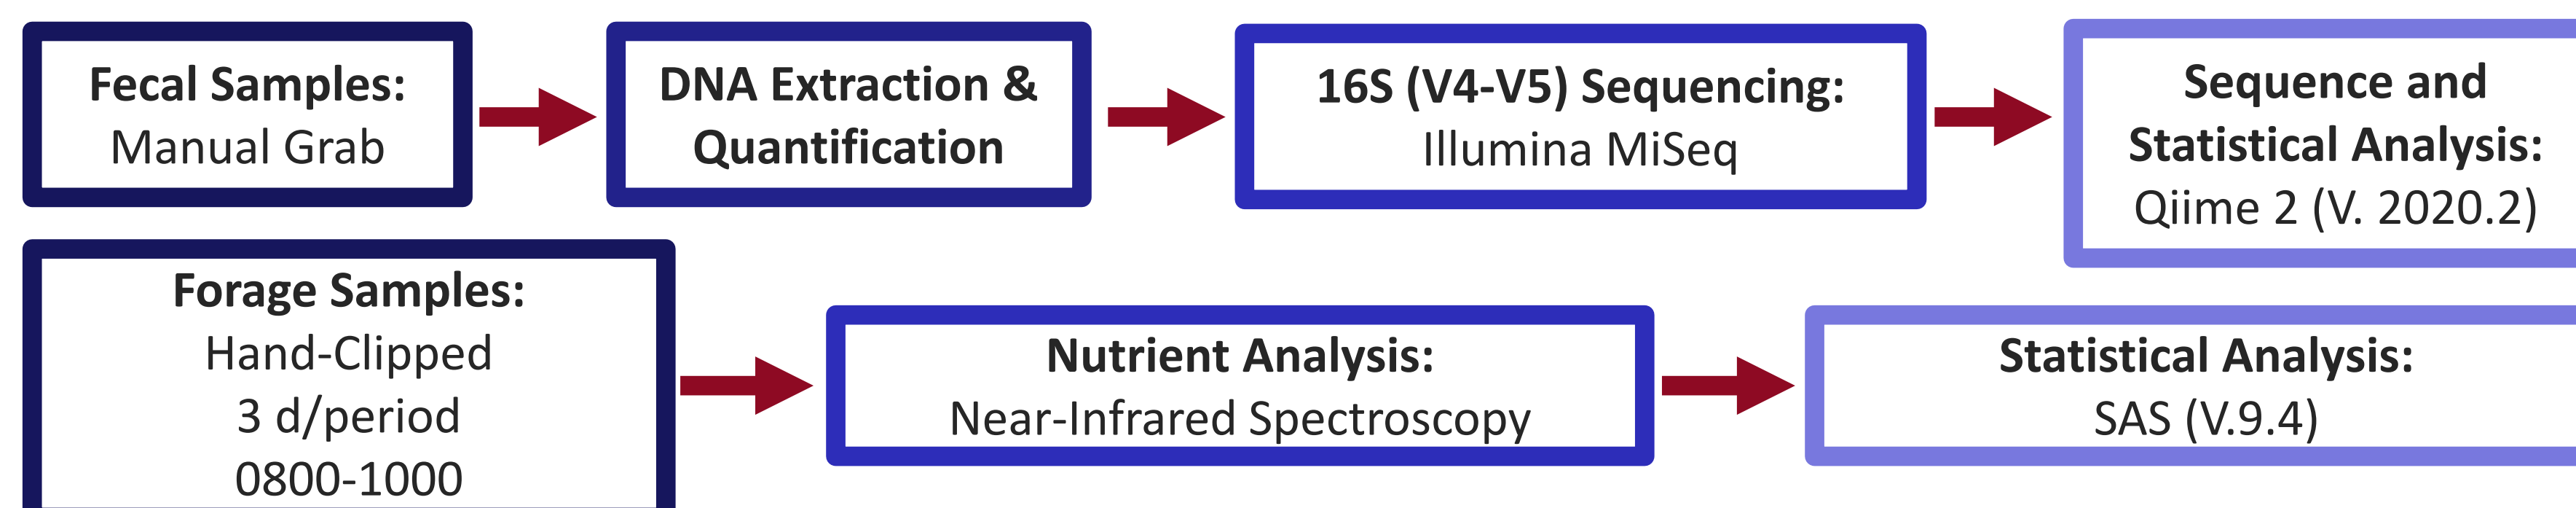 Fecal Samples:
Manual Grab
DNA Extraction &
Quantification
16S (V4-V5) Sequencing:
Illumina MiSeq
Sequence and
Statistical Analysis:
Qiime 2 (V. 2020.2)
Forage Samples:
Hand-Clipped
3 d/period
0800-1000
Nutrient Analysis:
Near-Infrared Spectroscopy
Statistical Analysis:
SAS (V.9.4)